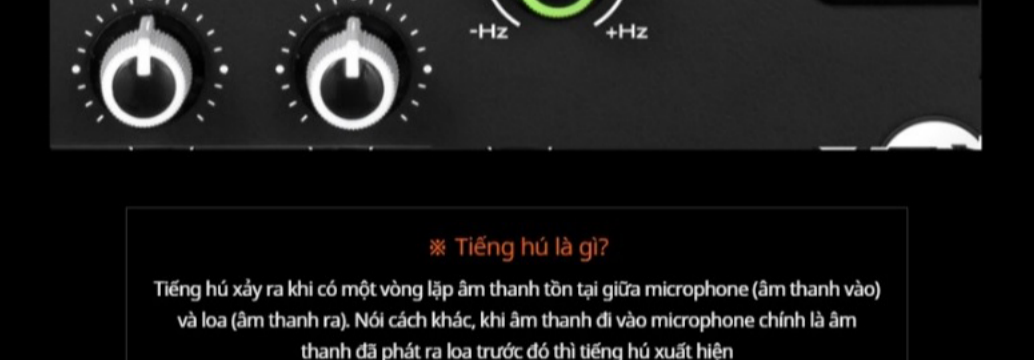 -Hz +Hz
※ Tiếng hú là gì?
Tiếng hú xảy ra khi có một vòng lặp âm thanh tồn tại giữa microphone (âm thanh vào)
và loa (âm thanh ra). Nói cách khác, khi âm thanh đi vào microphone chính là âm
thanh đã phát ra loa trước đó thì tiếng hú xuất hiện